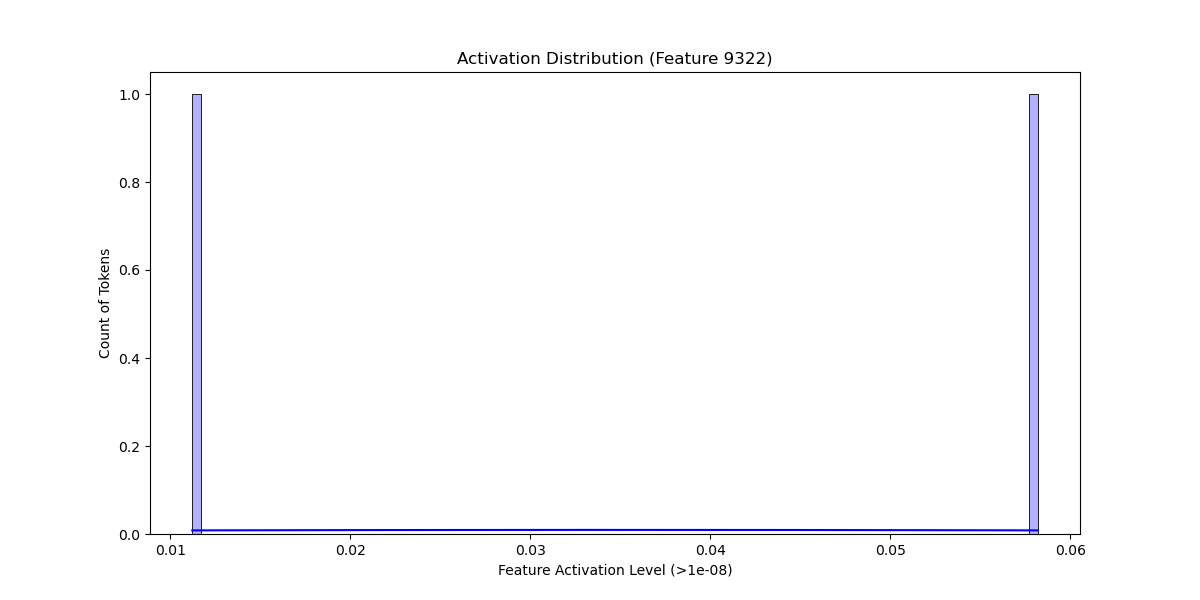 Activation Distribution (Feature 9322)
1.0
0.8
0.6
0.4
0.2
0.0
Count of Tokens
0.01 0.02 0.03 0.04 0.05 0.06
Feature Activation Level (>1e-08)